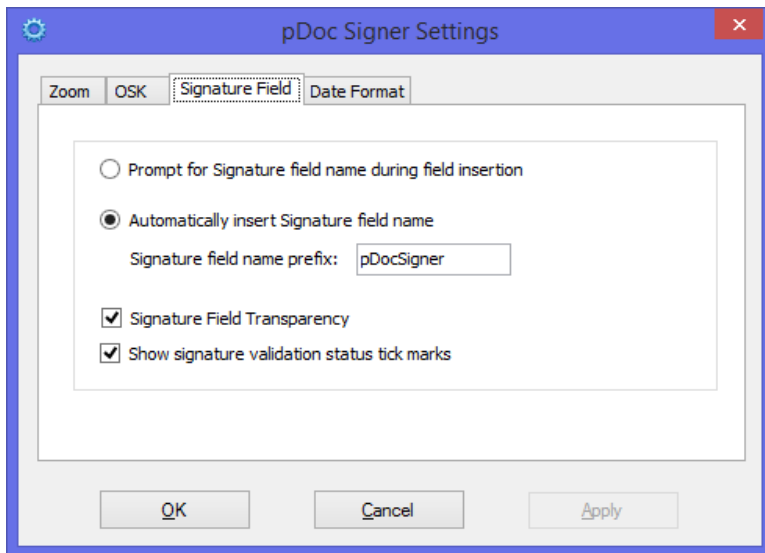 pDoc Signer Settings
Zoom OSK Signature Field Date Format
Prompt for Signature field name during field insertion
Automatically insert Signature field name
Signature field name prefix: pDocSigner
Signature Field Transparency
Show signature validation status tick marks
OK Cancel Apply